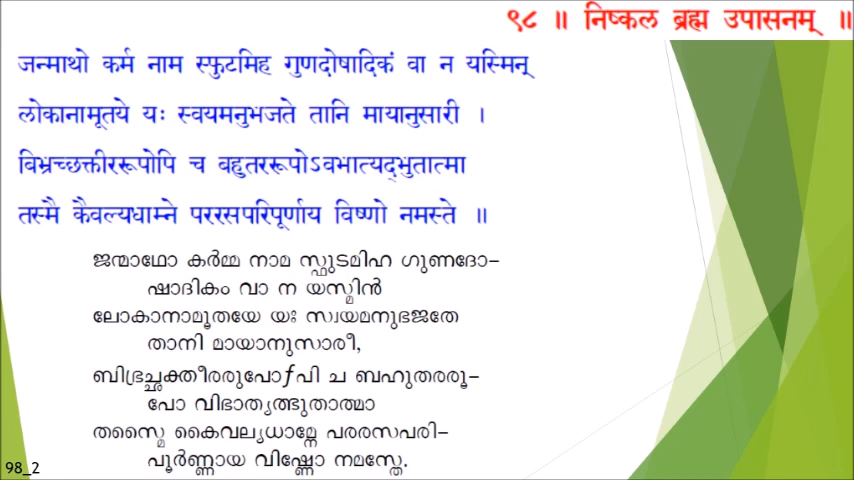 ९८ ॥ निष्कल ब्रह्म उपासनम् ॥
जन्माथो कर्म नाम स्फुटमिह गुणदोषादिकं वा न यस्मिन्
लोकानामूतये यः स्वयमनुभजते तानि मायानुसारी ।
विभ्रच्छक्तीररूपोपि च बहुतररूपोऽवभात्यद्भुतात्मा
तस्मै कैवल्यधाम्ने पररसपरिपूर्णाय विष्णो नमस्ते ॥
ജന്മാഥോ കർമ്മ നാമ സ്ഫുടമിഹ ഗുണദോ-
ഷാദികം വാ ന യസ്മിൻ
ലോകാനാമൂതയേ യഃ സ്വയമനുഭജതേ
താനി മായാനുസാരീ,
ബിഭ്രച്ഛക്തീരരുപോƒപി ച ബഹുതരരൂ-
പോ വിഭാത്യത്ഭുതാത്മാ
തസ്മൈ കൈവല്യധാമ്നേ പരരസപരി-
പൂർണ്ണായ വിഷ്ണോ നമസ്തേ.
98_2